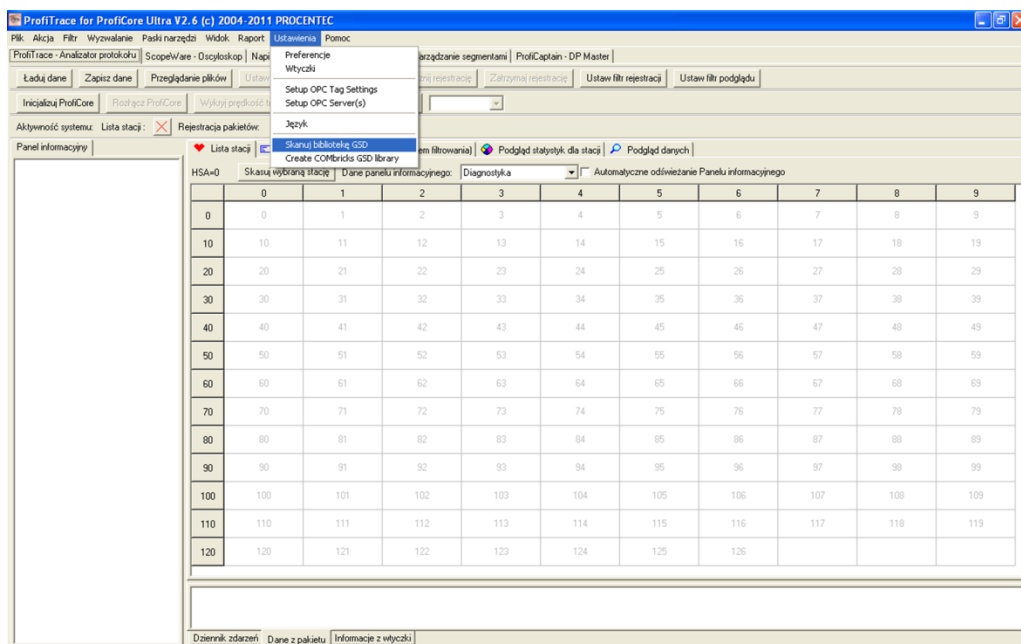 ProfiTrace for ProfiCore Ultra V2.6 (c) 2004-2011 PROCENTEC
Plik Akcja Filtr Wyzwalanie Paski narzędzi Widok Raport Ustawienia Pomoc
ProfiTrace - Analizator protokołu ScopeWare - Oscyloskop Napi arządzanie segmentami ProfiCaptain - DP Master
Preferencje
Wtyczki
Setup OPC Tag Settings
Setup OPC Server(s)
Język
Skanuj bibliotekę GSD
Create COMbricks GSD library
Ładuj dane Zapisz dane Przeglądanie plików Ustaw nij rejestrację Zatrzymaj rejestrację Ustaw filtr rejestracji Ustaw filtr podglądu
Inicjalizuj ProfiCore Rozłącz ProfiCore Wykryj prędkość tr
Aktywność systemu: Lista stacji : Rejestracja pakietów:
Panel informacyjny Lista stacji em filtrowania) Podgląd statystyk dla stacji Podgląd danych
HSA=0 Skasuj wybraną stację Dane panelu informacyjnego: Diagnostyka Automatyczne odświeżanie Panelu informacyjnego
0 1 2 3 4 5 6 7 8 9
0 0 1 2 3 4 5 6 7 8 9
10 10 11 12 13 14 15 16 17 18 19
20 20 21 22 23 24 25 26 27 28 29
30 30 31 32 33 34 35 36 37 38 39
40 40 41 42 43 44 45 46 47 48 49
50 50 51 52 53 54 55 56 57 58 59
60 60 61 62 63 64 65 66 67 68 69
70 70 71 72 73 74 75 76 77 78 79
80 80 81 82 83 84 85 86 87 88 89
90 90 91 92 93 94 95 96 97 98 99
100 100 101 102 103 104 105 106 107 108 109
110 110 111 112 113 114 115 116 117 118 119
120 120 121 122 123 124 125 126
Dziennik zdarzeń Dane z pakietu Informacje z wtyczki